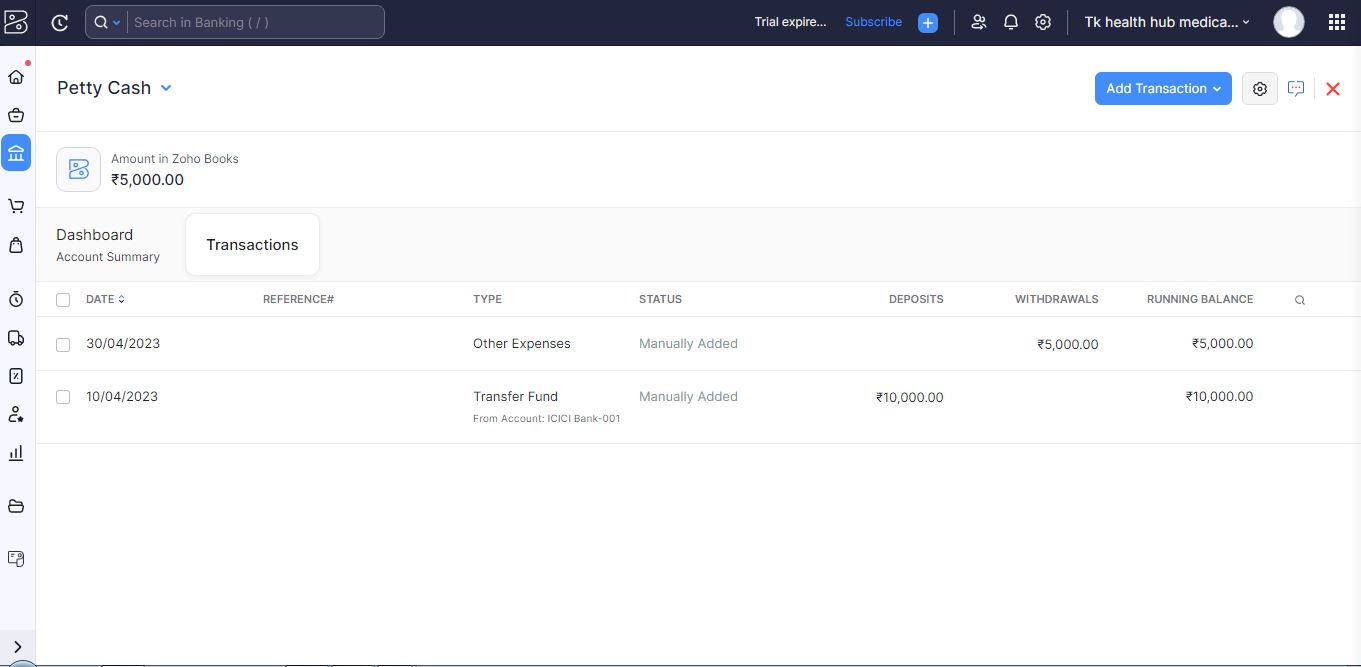 Search in Banking ( / )
Trial expire...
Subscribe
Tk health hub medica...
Petty Cash
Add Transaction
Amount in Zoho Books
₹5,000.00
Dashboard
Account Summary
Transactions
DATE REFERENCE# TYPE STATUS DEPOSITS WITHDRAWALS RUNNING BALANCE
30/04/2023 Other Expenses Manually Added ₹5,000.00 ₹5,000.00
10/04/2023 Transfer Fund Manually Added ₹10,000.00 ₹10,000.00
From Account: ICICI Bank-001